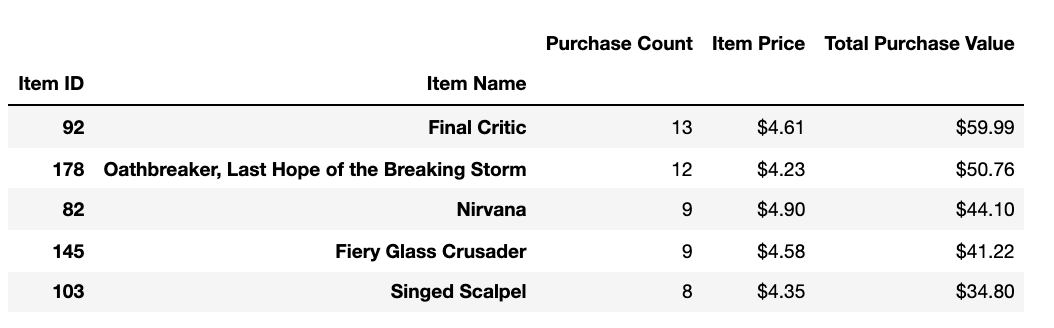 Purchase Count Item Price Total Purchase Value
Item ID Item Name
92 Final Critic 13 $4.61 $59.99
178 Oathbreaker, Last Hope of the Breaking Storm 12 $4.23 $50.76
82 Nirvana 9 $4.90 $44.10
145 Fiery Glass Crusader 9 $4.58 $41.22
103 Singed Scalpel 8 $4.35 $34.80